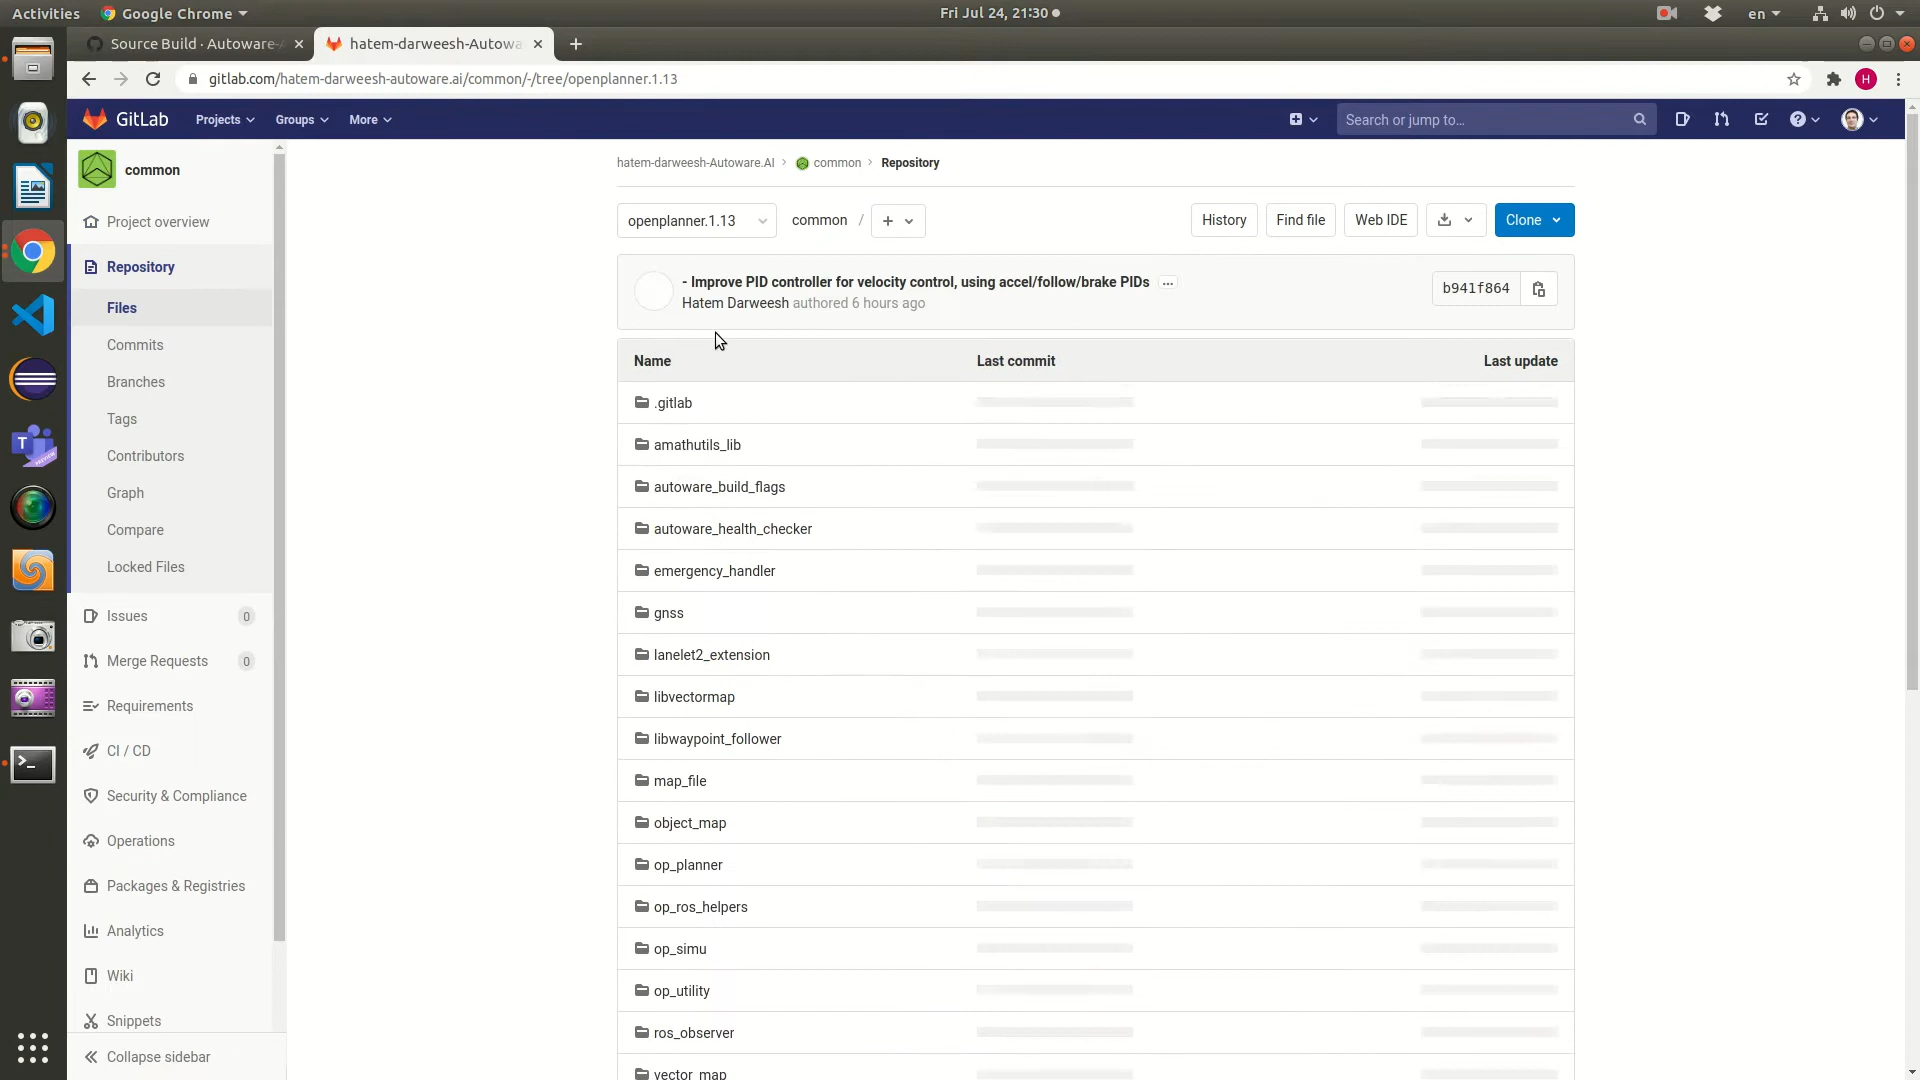 Activities
Google Chrome
Fri Jul 24, 21:30
en
Source Build · Autoware-
hatem-darweesh-Autowa
gitlab.com/hatem-darweesh-autoware.ai/common/-/tree/openplanner.1.13
H
GitLab
Projects
Groups
More
Search or jump to...
common
Project overview
Repository
Files
Commits
Branches
Tags
Contributors
Graph
Compare
Locked Files
Issues
0
Merge Requests
0
Requirements
CI / CD
Security & Compliance
Operations
Packages & Registries
Analytics
Wiki
Snippets
Collapse sidebar
hatem-darweesh-Autoware.AI › common › Repository
openplanner.1.13
common /
History
Find file
Web IDE
Clone
- Improve PID controller for velocity control, using accel/follow/brake PIDs
Hatem Darweesh authored 6 hours ago
b941f864
Name
Last commit
Last update
.gitlab
amathutils_lib
autoware_build_flags
autoware_health_checker
emergency_handler
gnss
lanelet2_extension
libvectormap
libwaypoint_follower
map_file
object_map
op_planner
op_ros_helpers
op_simu
op_utility
ros_observer
vector_map